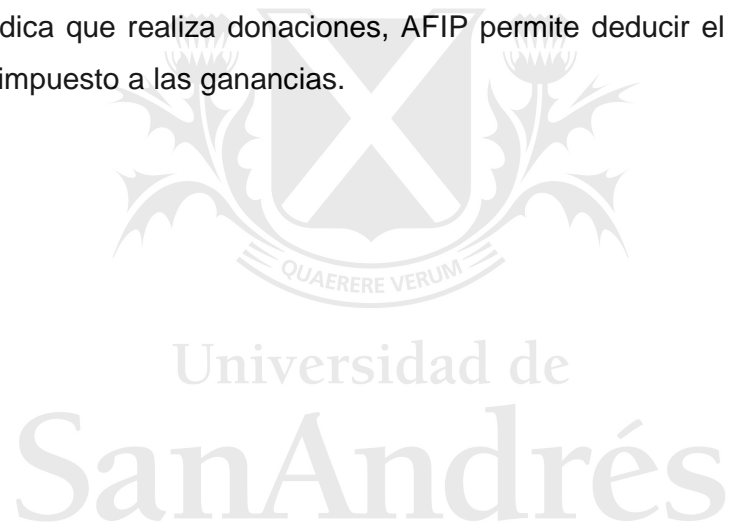 dica que realiza donaciones, AFIP permite deducir el
impuesto a las ganancias.
QUAERERE VERUM
Universidad de
SanAndrés